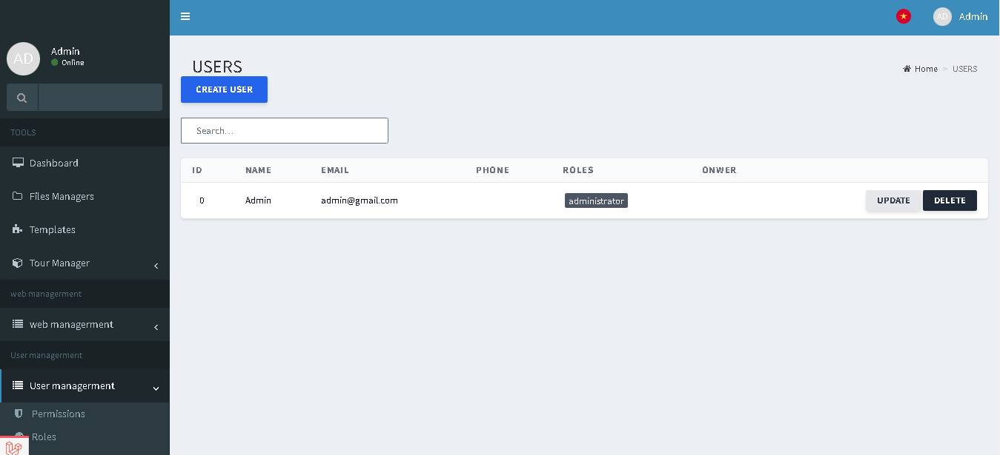 AD Admin
AD
Admin
Online
USERS
Home > USERS
CREATE USER
Search...
TOOLS
Dashboard
Files Managers
Templates
Tour Manager
web managerment
web managerment
User managerment
User managerment
Permissions
Roles
ID NAME EMAIL PHONE ROLES ONWER
0 Admin admin@gmail.com administrator UPDATE DELETE